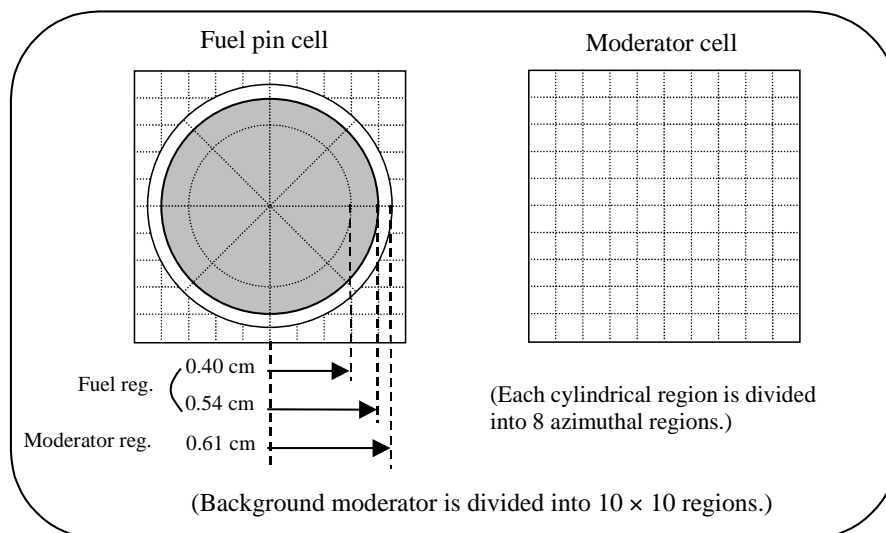 Fuel pin cell
Moderator cell
Fuel reg.
0.40 cm
0.54 cm
Moderator reg.
0.61 cm
(Each cylindrical region is divided
into 8 azimuthal regions.)
(Background moderator is divided into 10 × 10 regions.)